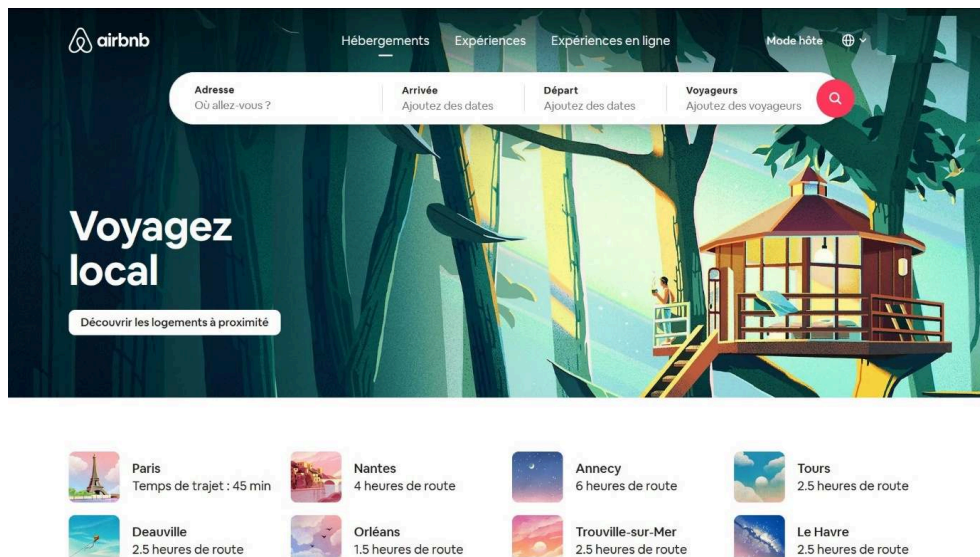 airbnb
Hébergements Expériences Expériences en ligne
Mode hôte
Adresse
Où allez-vous ?
Arrivée
Ajoutez des dates
Départ
Ajoutez des dates
Voyageurs
Ajoutez des voyageurs
Voyagez
local
Découvrir les logements à proximité
Paris
Temps de trajet : 45 min
Nantes
4 heures de route
Annecy
6 heures de route
Tours
2.5 heures de route
Deauville
2.5 heures de route
Orléans
1.5 heures de route
Trouville-sur-Mer
2.5 heures de route
Le Havre
2.5 heures de route